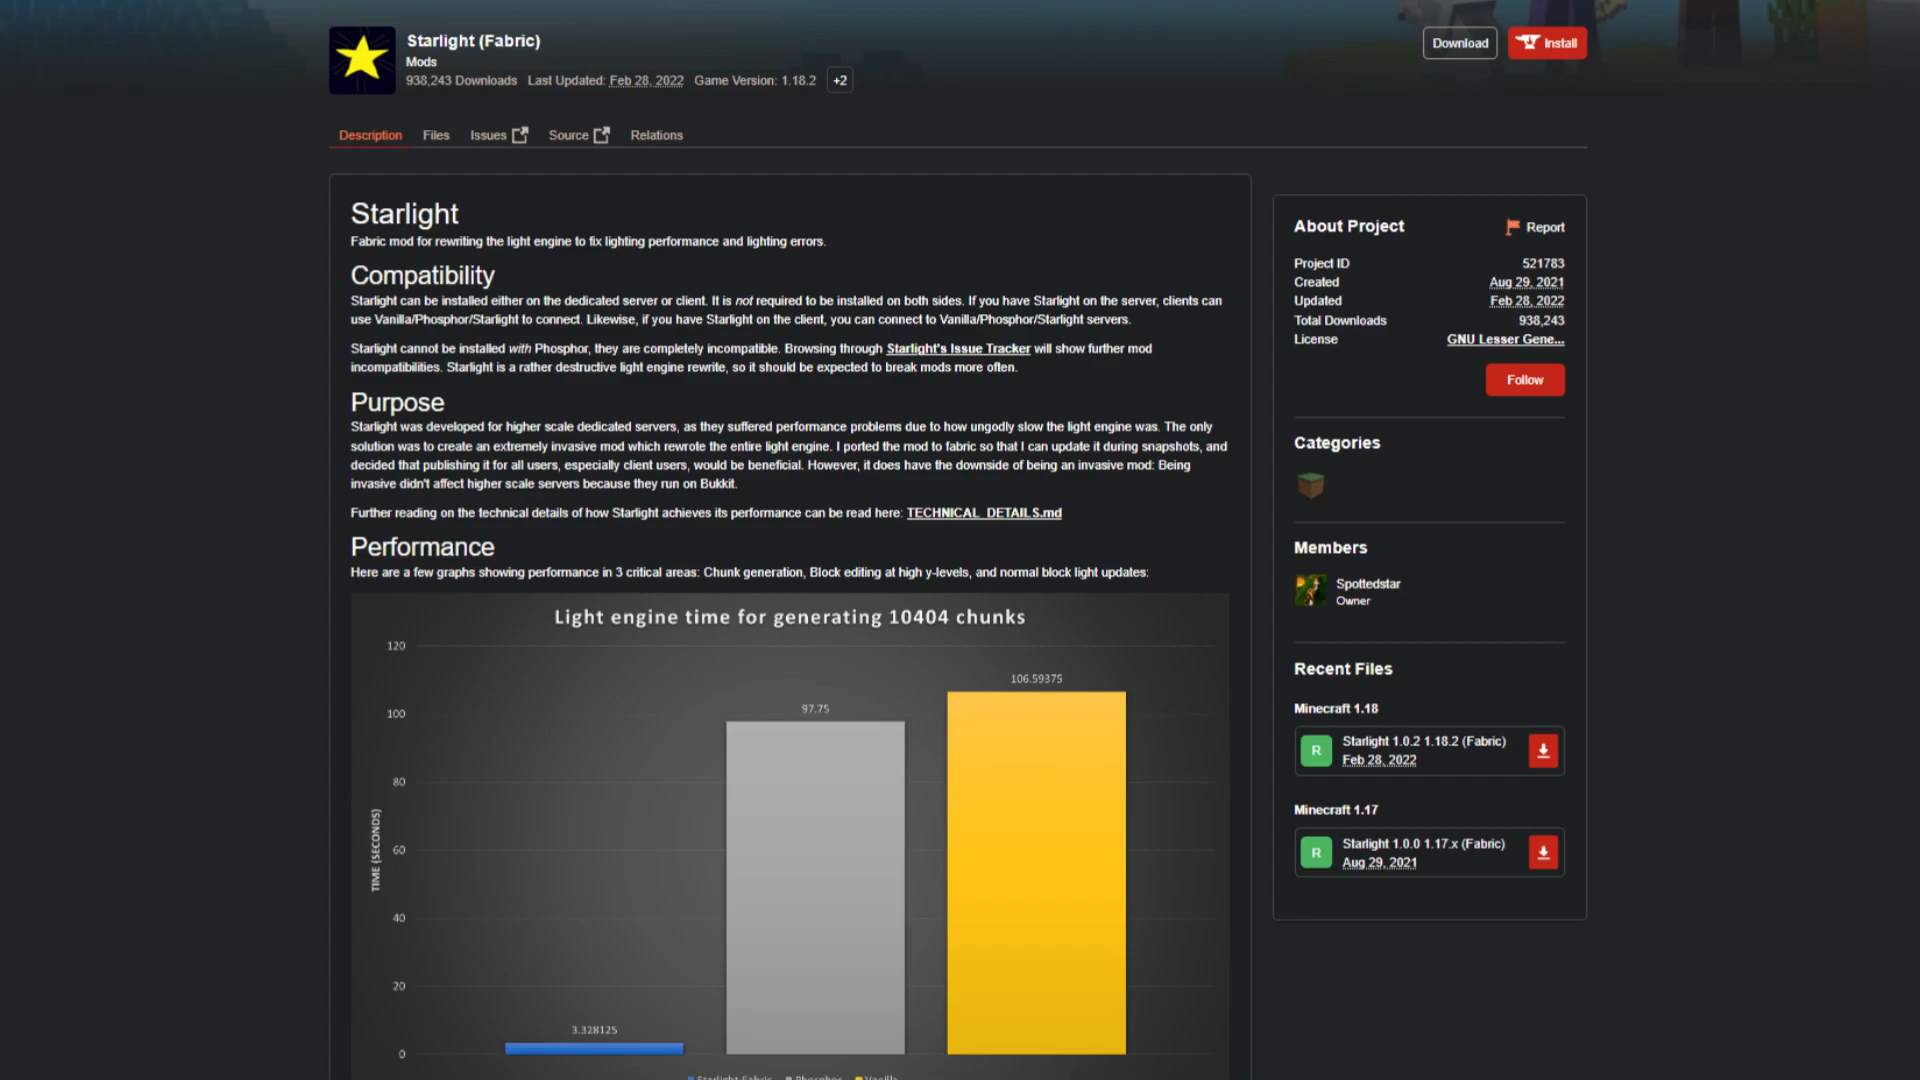 Starlight (Fabric)
Mods
938,243 Downloads Last Updated: Feb 28, 2022 Game Version: 1.18.2 +2
Download
Install
Description Files Issues Source Relations
Starlight
Fabric mod for rewriting the light engine to fix lighting performance and lighting errors.
Compatibility
Starlight can be installed either on the dedicated server or client. It is not required to be installed on both sides. If you have Starlight on the server, clients can
use Vanilla/Phosphor/Starlight to connect. Likewise, if you have Starlight on the client, you can connect to Vanilla/Phosphor/Starlight servers.
Starlight cannot be installed with Phosphor, they are completely incompatible. Browsing through Starlight's Issue Tracker will show further mod
incompatibilities. Starlight is a rather destructive light engine rewrite, so it should be expected to break mods more often.
Purpose
Starlight was developed for higher scale dedicated servers, as they suffered performance problems due to how ungodly slow the light engine was. The only
solution was to create an extremely invasive mod which rewrote the entire light engine. I ported the mod to fabric so that I can update it during snapshots, and
decided that publishing it for all users, especially client users, would be beneficial. However, it does have the downside of being an invasive mod: Being
invasive didn't affect higher scale servers because they run on Bukkit.
Further reading on the technical details of how Starlight achieves its performance can be read here: TECHNICAL_DETAILS.md
Performance
Here are a few graphs showing performance in 3 critical areas: Chunk generation, Block editing at high y-levels, and normal block light updates:
Light engine time for generating 10404 chunks
120
100
80
60
40
20
0
TIME (SECONDS)
3.328125
97.75
106.59375
Starlight Fabric Phosphor Vanilla
About Project
Report
Project ID 521783
Created Aug 29, 2021
Updated Feb 28, 2022
Total Downloads 938,243
License GNU Lesser Gene...
Follow
Categories
Members
Spottedstar
Owner
Recent Files
Minecraft 1.18
R
Starlight 1.0.2 1.18.2 (Fabric)
Feb 28, 2022
Minecraft 1.17
R
Starlight 1.0.0 1.17.x (Fabric)
Aug 29, 2021